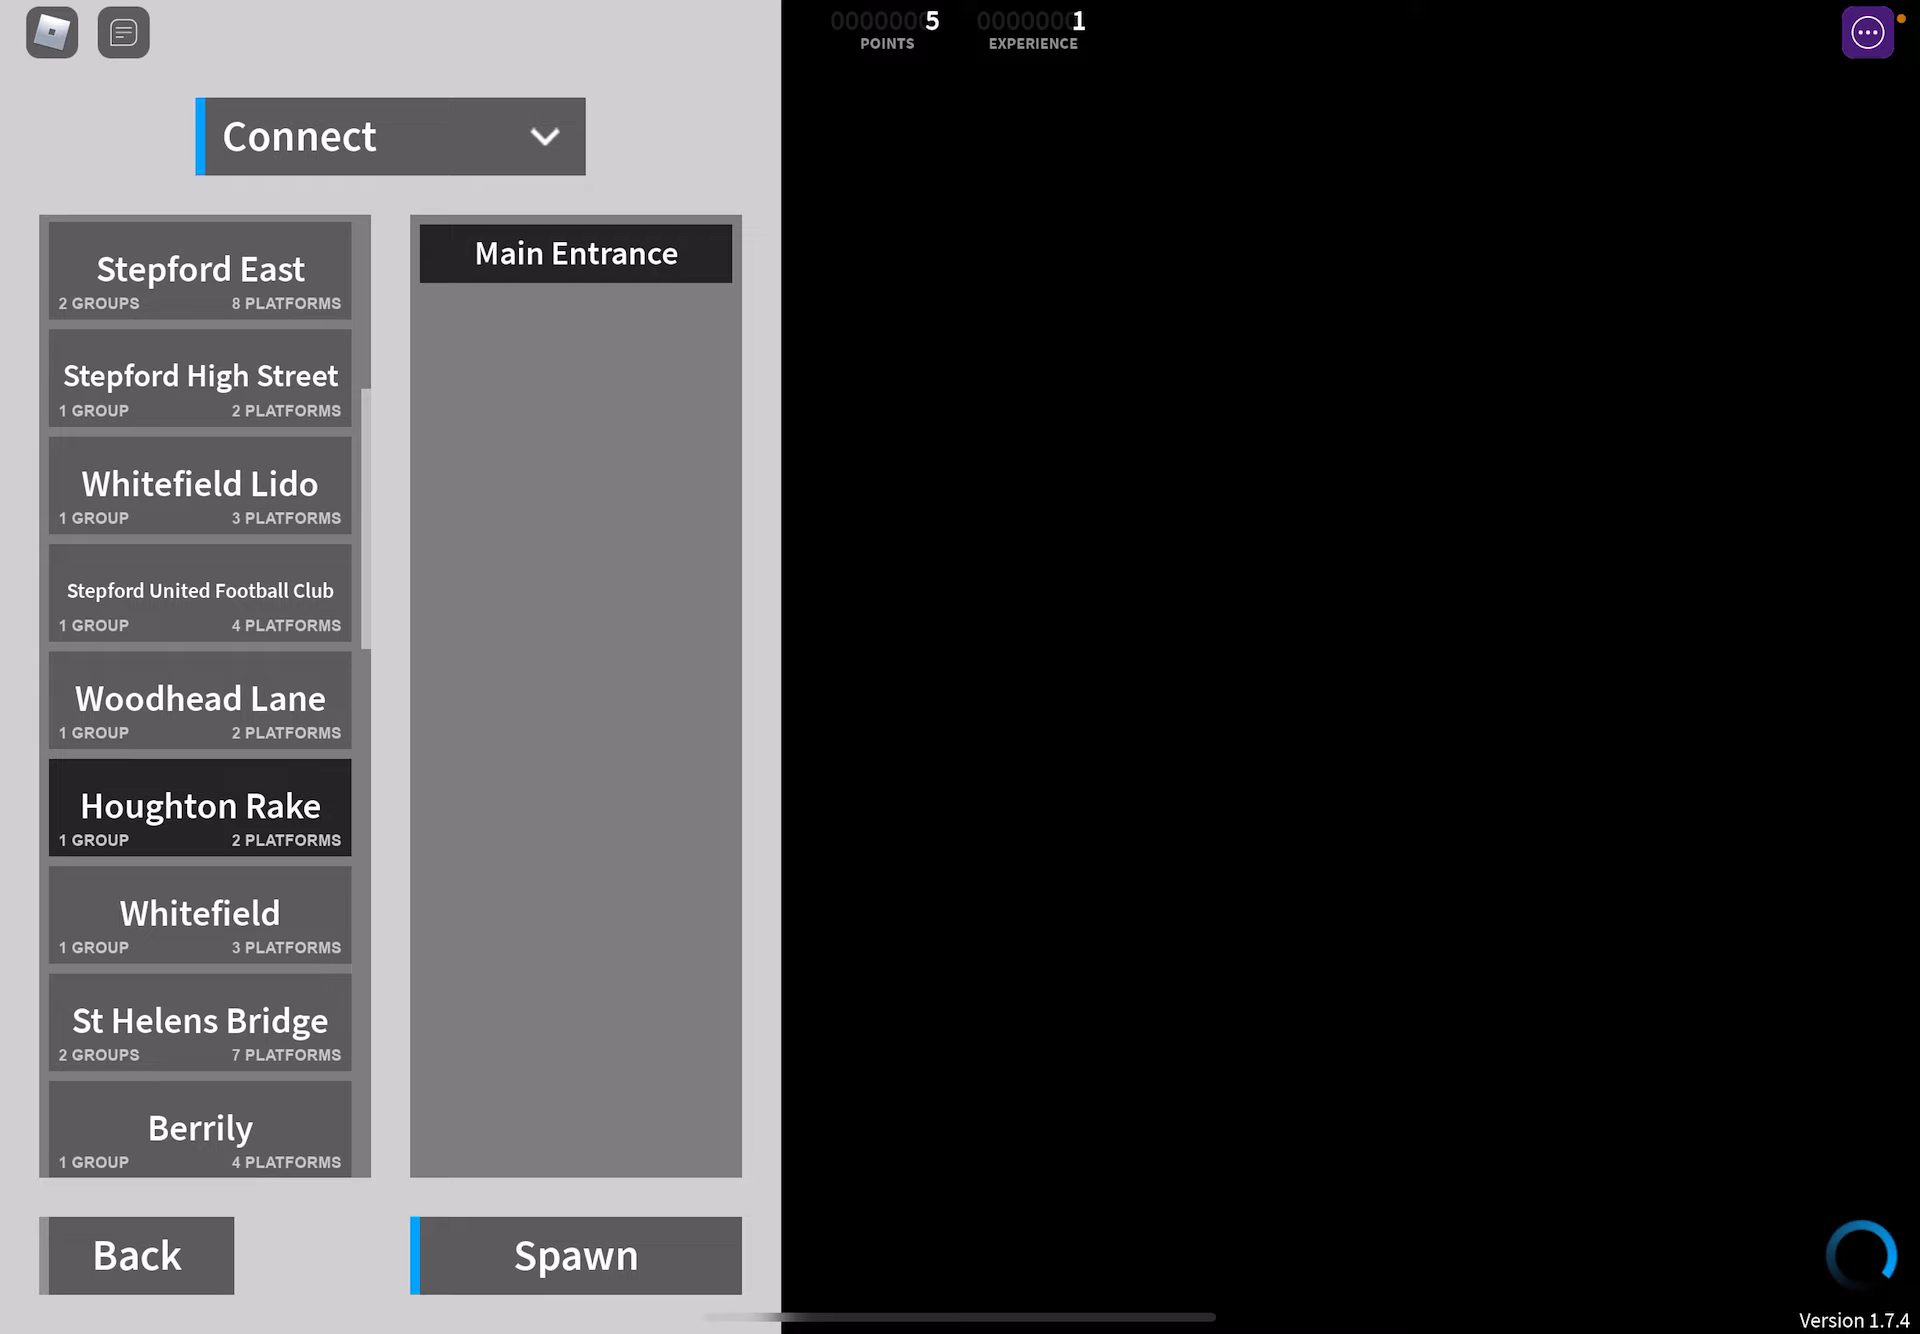 00000005
POINTS
00000001
EXPERIENCE
Connect
Stepford East
2 GROUPS 8 PLATFORMS
Stepford High Street
1 GROUP 2 PLATFORMS
Whitefield Lido
1 GROUP 3 PLATFORMS
Stepford United Football Club
1 GROUP 4 PLATFORMS
Woodhead Lane
1 GROUP 2 PLATFORMS
Houghton Rake
1 GROUP 2 PLATFORMS
Whitefield
1 GROUP 3 PLATFORMS
St Helens Bridge
2 GROUPS 7 PLATFORMS
Berrily
1 GROUP 4 PLATFORMS
Main Entrance
Back
Spawn
Version 1.7.4